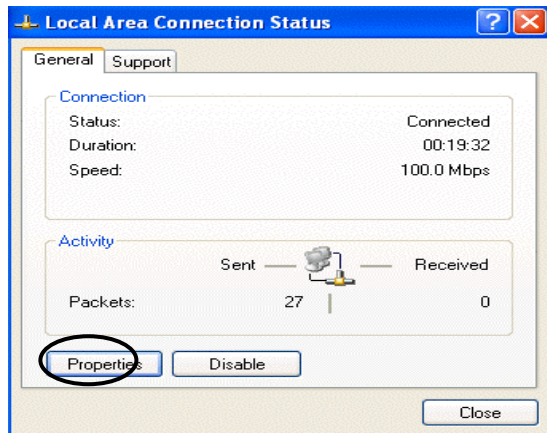 Local Area Connection Status
General Support
Connection
Status: Connected
Duration: 00:19:32
Speed: 100.0 Mbps
Activity
Sent Received
Packets: 27 0
Properties Disable
Close